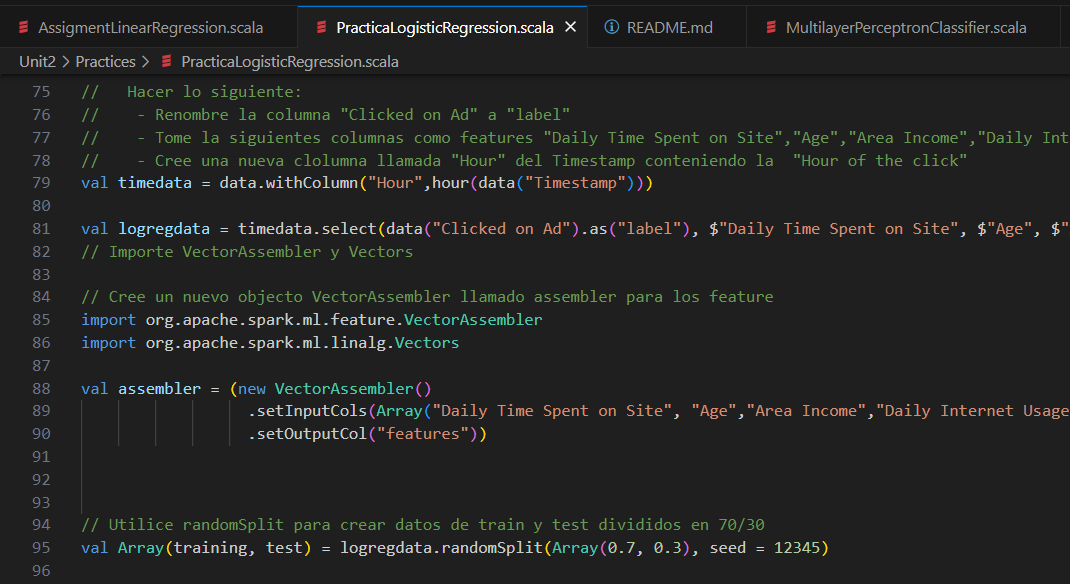 AssigmentLinearRegression.scala PracticaLogisticRegression.scala README.md MultilayerPerceptronClassifier.scala
Unit2 > Practices > PracticaLogisticRegression.scala
75 //   Hacer lo siguiente:
76 //    - Renombre la columna "Clicked on Ad" a "label"
77 //    - Tome la siguientes columnas como features "Daily Time Spent on Site","Age","Area Income","Daily Int
78 //    - Cree una nueva clolumna llamada "Hour" del Timestamp conteniendo la  "Hour of the click"
79 val timedata = data.withColumn("Hour",hour(data("Timestamp")))
80
81 val logregdata = timedata.select(data("Clicked on Ad").as("label"), $"Daily Time Spent on Site", $"Age", $"
82 // Importe VectorAssembler y Vectors
83
84 // Cree un nuevo objecto VectorAssembler llamado assembler para los feature
85 import org.apache.spark.ml.feature.VectorAssembler
86 import org.apache.spark.ml.linalg.Vectors
87
88 val assembler = (new VectorAssembler()
89                   .setInputCols(Array("Daily Time Spent on Site", "Age","Area Income","Daily Internet Usage
90                   .setOutputCol("features"))
91
92
93
94 // Utilice randomSplit para crear datos de train y test divididos en 70/30
95 val Array(training, test) = logregdata.randomSplit(Array(0.7, 0.3), seed = 12345)
96